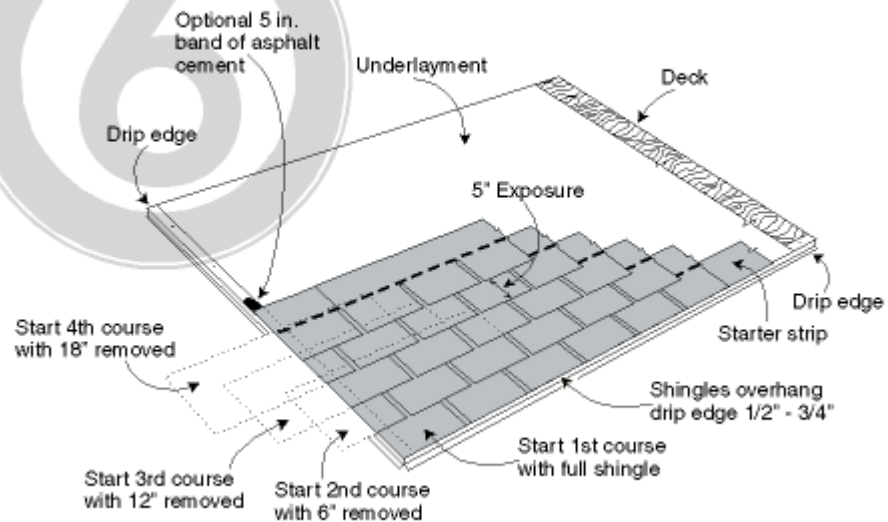 Optional 5 in.
band of asphalt
cement
Underlayment
Deck
Drip edge
5" Exposure
Drip edge
Starter strip
Start 4th course
with 18" removed
Shingles overhang
drip edge 1/2" - 3/4"
Start 1st course
with full shingle
Start 3rd course
with 12" removed
Start 2nd course
with 6" removed
6